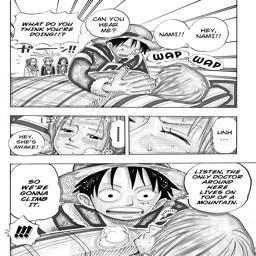 WHAT DO YOU
THINK YOU'RE
DOING!!?
CAN YOU
HEAR
ME?
NAMI!!
HEY,
NAMI!!
WAP
WAP
HEY,
SHE'S
AWAKE!
UNH
...
SO
WE'RE
GONNA
CLIMB
IT.
LISTEN, THE
ONLY DOCTOR
AROUND
HERE
LIVES ON
TOP OF A
MOUNTAIN.
!!!